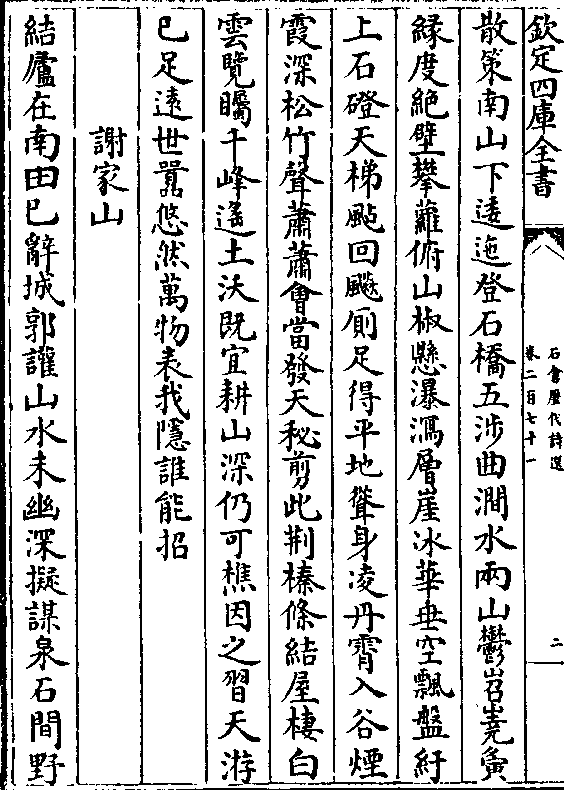 欽定四庫全書
石倉歷代詩選
卷二百七十一
二
散策南山下逶迤登石橋五涉曲澗水兩山鬱岧嶤夤
緣度絶壁攀蘿俯山椒懸瀑瀉層崖冰華垂空飄盤紆
上石磴天梯颭回飇側足得平地聳身凌丹霄入谷煙
霞深松竹聲蕭蕭會當發天秘剪此荆榛條結屋棲白
雲覽矚千峰遥土沃既宜耕山深仍可樵因之習天游
已足遠世囂悠然萬物表我隱誰能招
謝家山
結廬在南田已辭城郭讙山水未幽深擬謀泉石間野